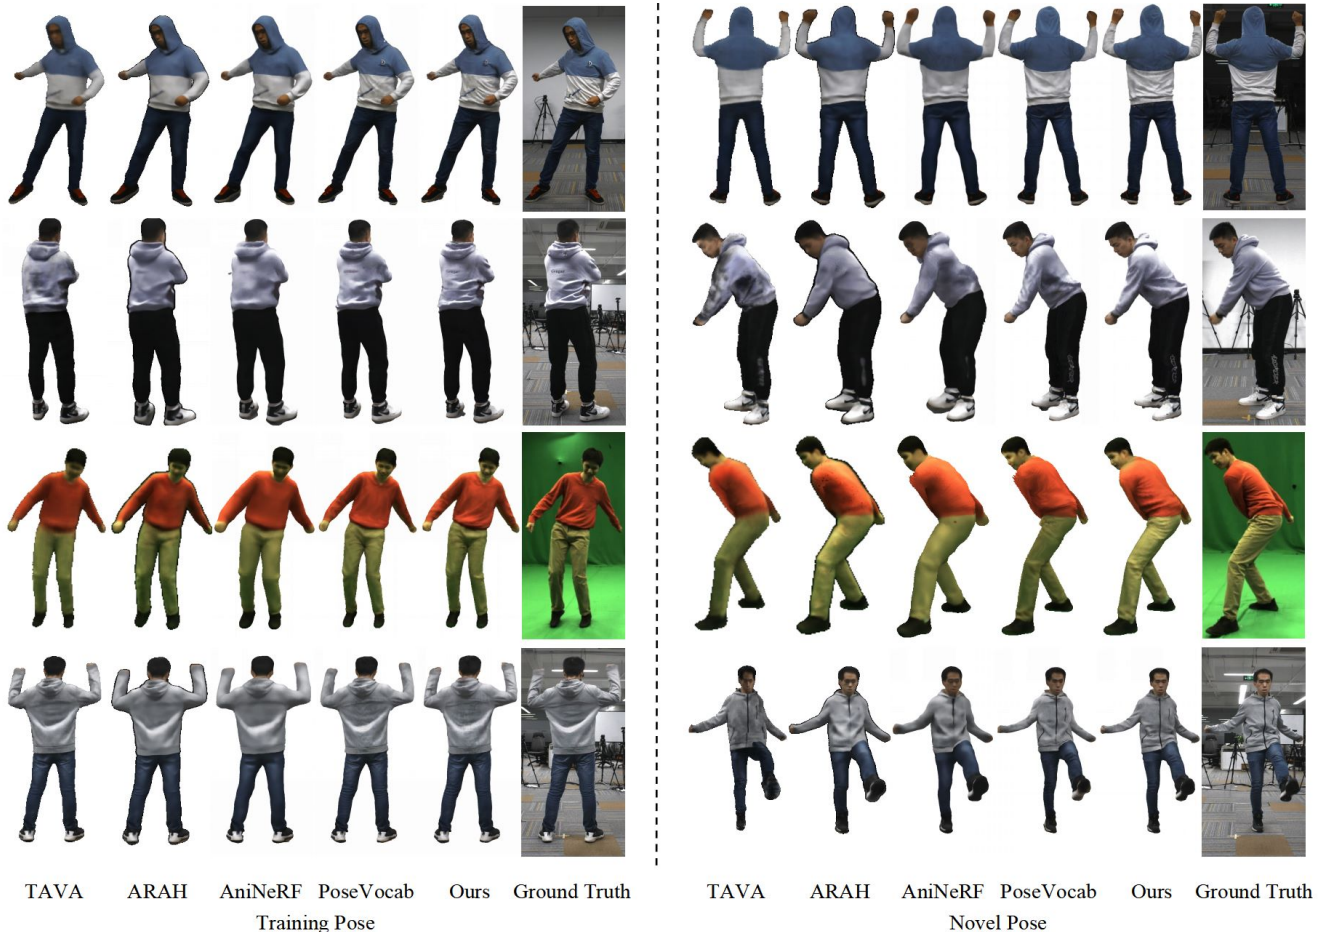 TAVA ARAH AniNeRF PoseVocab Ours Ground Truth TAVA ARAH AniNeRF PoseVocab Ours Ground Truth
Training Pose Novel Pose